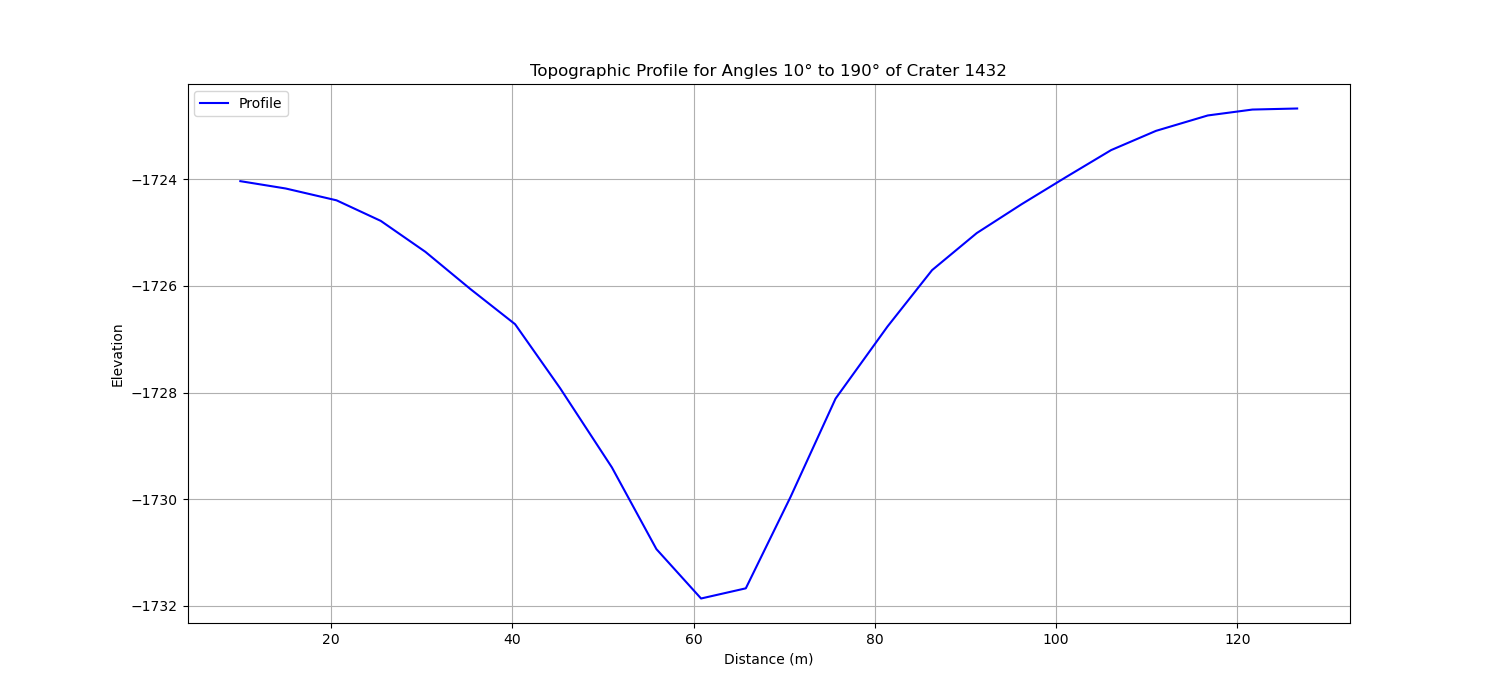 Topographic Profile for Angles 10° to 190° of Crater 1432
Profile
−1724
−1726
−1728
−1730
−1732
Elevation
20 40 60 80 100 120
Distance (m)